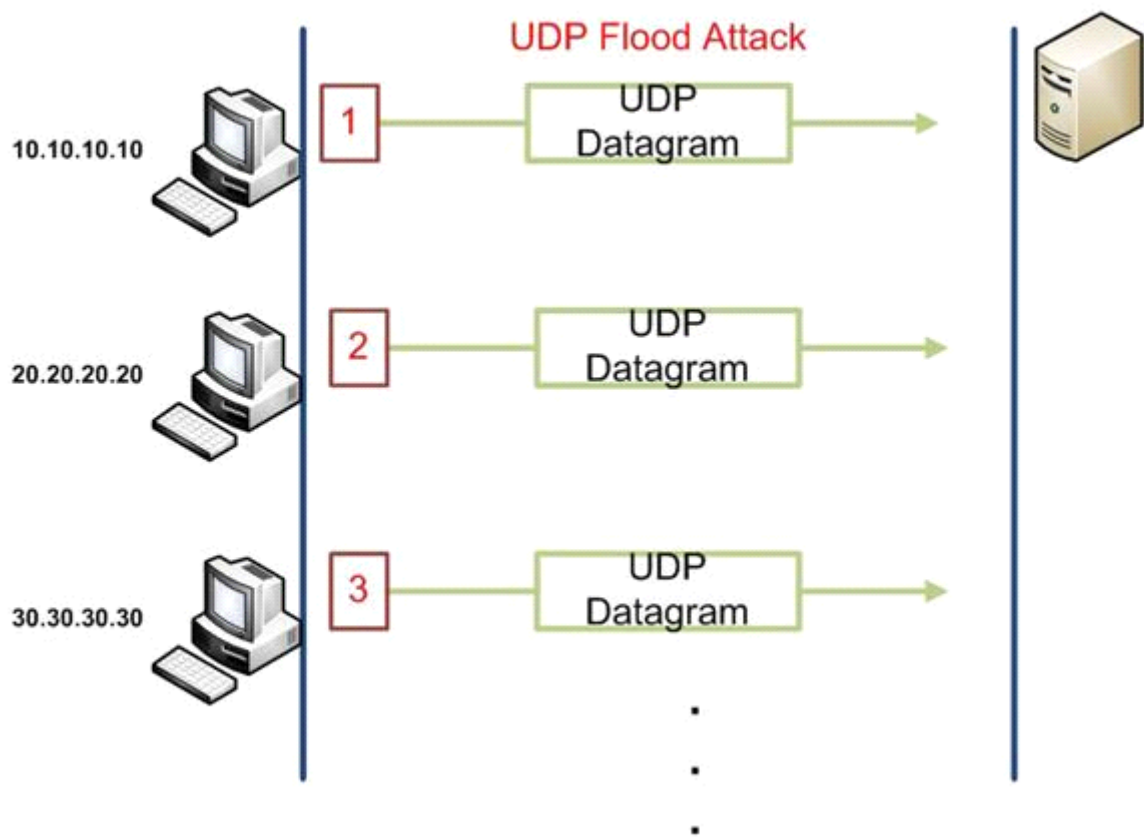 UDP Flood Attack
10.10.10.10
1
UDP
Datagram
20.20.20.20
2
UDP
Datagram
30.30.30.30
3
UDP
Datagram
.
.
.